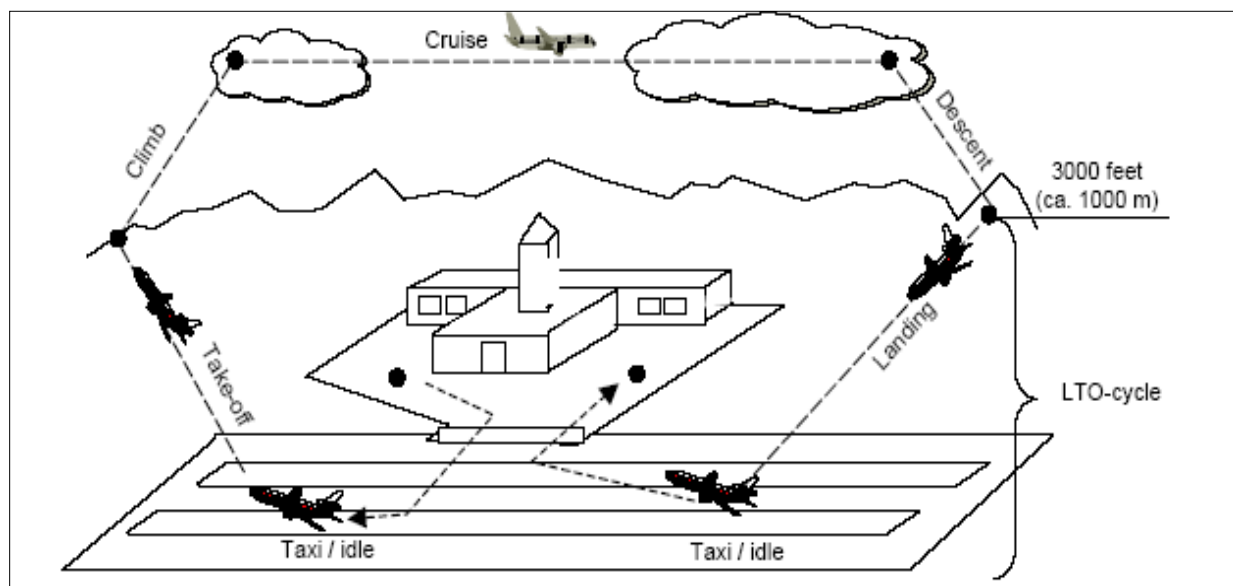 Cruise
Climb
Descent
3000 feet
(ca. 1000 m)
Take-off
Landing
LTO-cycle
Taxi / idle
Taxi / idle